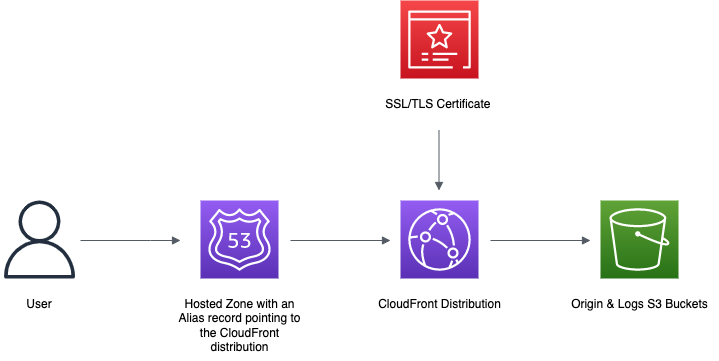 SSL/TLS Certificate
53
User
Hosted Zone with an
Alias record pointing to
the CloudFront
distribution
CloudFront Distribution
Origin & Logs S3 Buckets